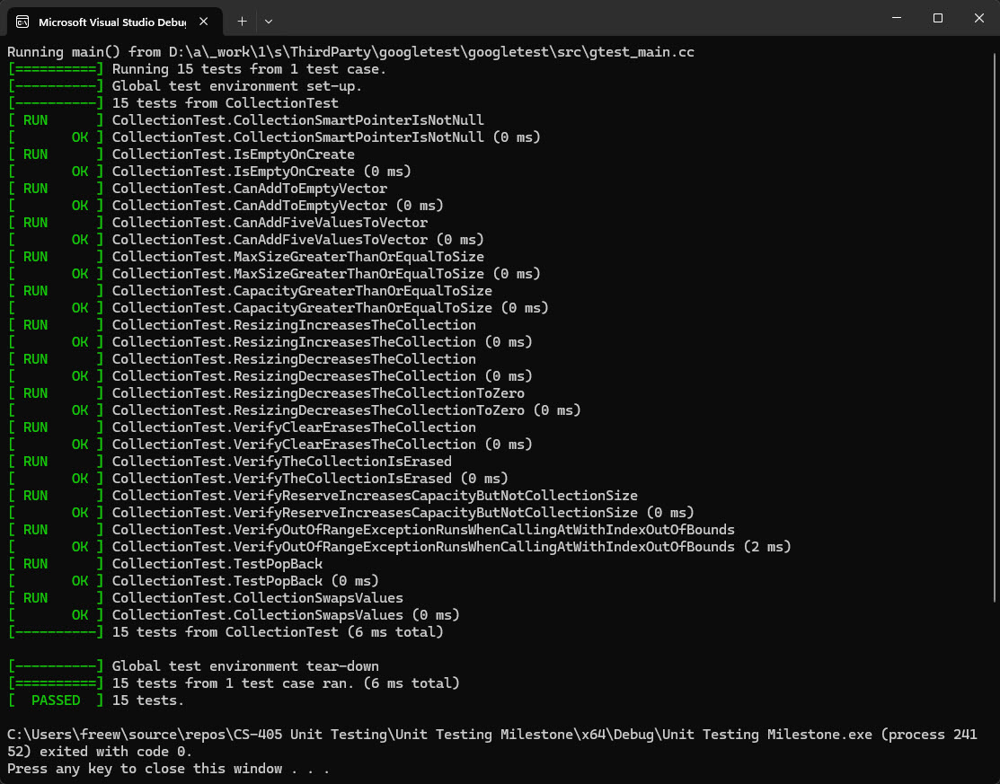 Microsoft Visual Studio Debug
Running main() from D:\a\_work\1\s\ThirdParty\googletest\googletest\src\gtest_main.cc
[==========] Running 15 tests from 1 test case.
[----------] Global test environment set-up.
[----------] 15 tests from CollectionTest
[ RUN      ] CollectionTest.CollectionSmartPointerIsNotNull
[       OK ] CollectionTest.CollectionSmartPointerIsNotNull (0 ms)
[ RUN      ] CollectionTest.IsEmptyOnCreate
[       OK ] CollectionTest.IsEmptyOnCreate (0 ms)
[ RUN      ] CollectionTest.CanAddToEmptyVector
[       OK ] CollectionTest.CanAddToEmptyVector (0 ms)
[ RUN      ] CollectionTest.CanAddFiveValuesToVector
[       OK ] CollectionTest.CanAddFiveValuesToVector (0 ms)
[ RUN      ] CollectionTest.MaxSizeGreaterThanOrEqualToSize
[       OK ] CollectionTest.MaxSizeGreaterThanOrEqualToSize (0 ms)
[ RUN      ] CollectionTest.CapacityGreaterThanOrEqualToSize
[       OK ] CollectionTest.CapacityGreaterThanOrEqualToSize (0 ms)
[ RUN      ] CollectionTest.ResizingIncreasesTheCollection
[       OK ] CollectionTest.ResizingIncreasesTheCollection (0 ms)
[ RUN      ] CollectionTest.ResizingDecreasesTheCollection
[       OK ] CollectionTest.ResizingDecreasesTheCollection (0 ms)
[ RUN      ] CollectionTest.ResizingDecreasesTheCollectionToZero
[       OK ] CollectionTest.ResizingDecreasesTheCollectionToZero (0 ms)
[ RUN      ] CollectionTest.VerifyClearErasesTheCollection
[       OK ] CollectionTest.VerifyClearErasesTheCollection (0 ms)
[ RUN      ] CollectionTest.VerifyTheCollectionIsErased
[       OK ] CollectionTest.VerifyTheCollectionIsErased (0 ms)
[ RUN      ] CollectionTest.VerifyReserveIncreasesCapacityButNotCollectionSize
[       OK ] CollectionTest.VerifyReserveIncreasesCapacityButNotCollectionSize (0 ms)
[ RUN      ] CollectionTest.VerifyOutOfRangeExceptionRunsWhenCallingAtWithIndexOutOfBounds
[       OK ] CollectionTest.VerifyOutOfRangeExceptionRunsWhenCallingAtWithIndexOutOfBounds (2 ms)
[ RUN      ] CollectionTest.TestPopBack
[       OK ] CollectionTest.TestPopBack (0 ms)
[ RUN      ] CollectionTest.CollectionSwapsValues
[       OK ] CollectionTest.CollectionSwapsValues (0 ms)
[----------] 15 tests from CollectionTest (6 ms total)
[----------] Global test environment tear-down
[==========] 15 tests from 1 test case ran. (6 ms total)
[  PASSED  ] 15 tests.
C:\Users\freew\source\repos\CS-405 Unit Testing\Unit Testing Milestone\x64\Debug\Unit Testing Milestone.exe (process 241
52) exited with code 0.
Press any key to close this window . . .